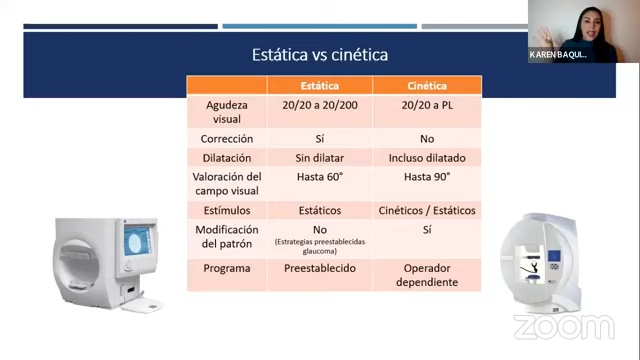 KAREN BAQU...
Estática vs cinética
Estática Cinética
Agudeza 20/20 a 20/200 20/20 a PL
visual
Corrección Sí No
Dilatación Sin dilatar Incluso dilatado
Valoración del Hasta 60° Hasta 90°
campo visual
Estímulos Estáticos Cinéticos / Estáticos
Modificación No Sí
del patrón (Estrategias preestablecidas
glaucoma)
Programa Preestablecido Operador
dependiente
zoom